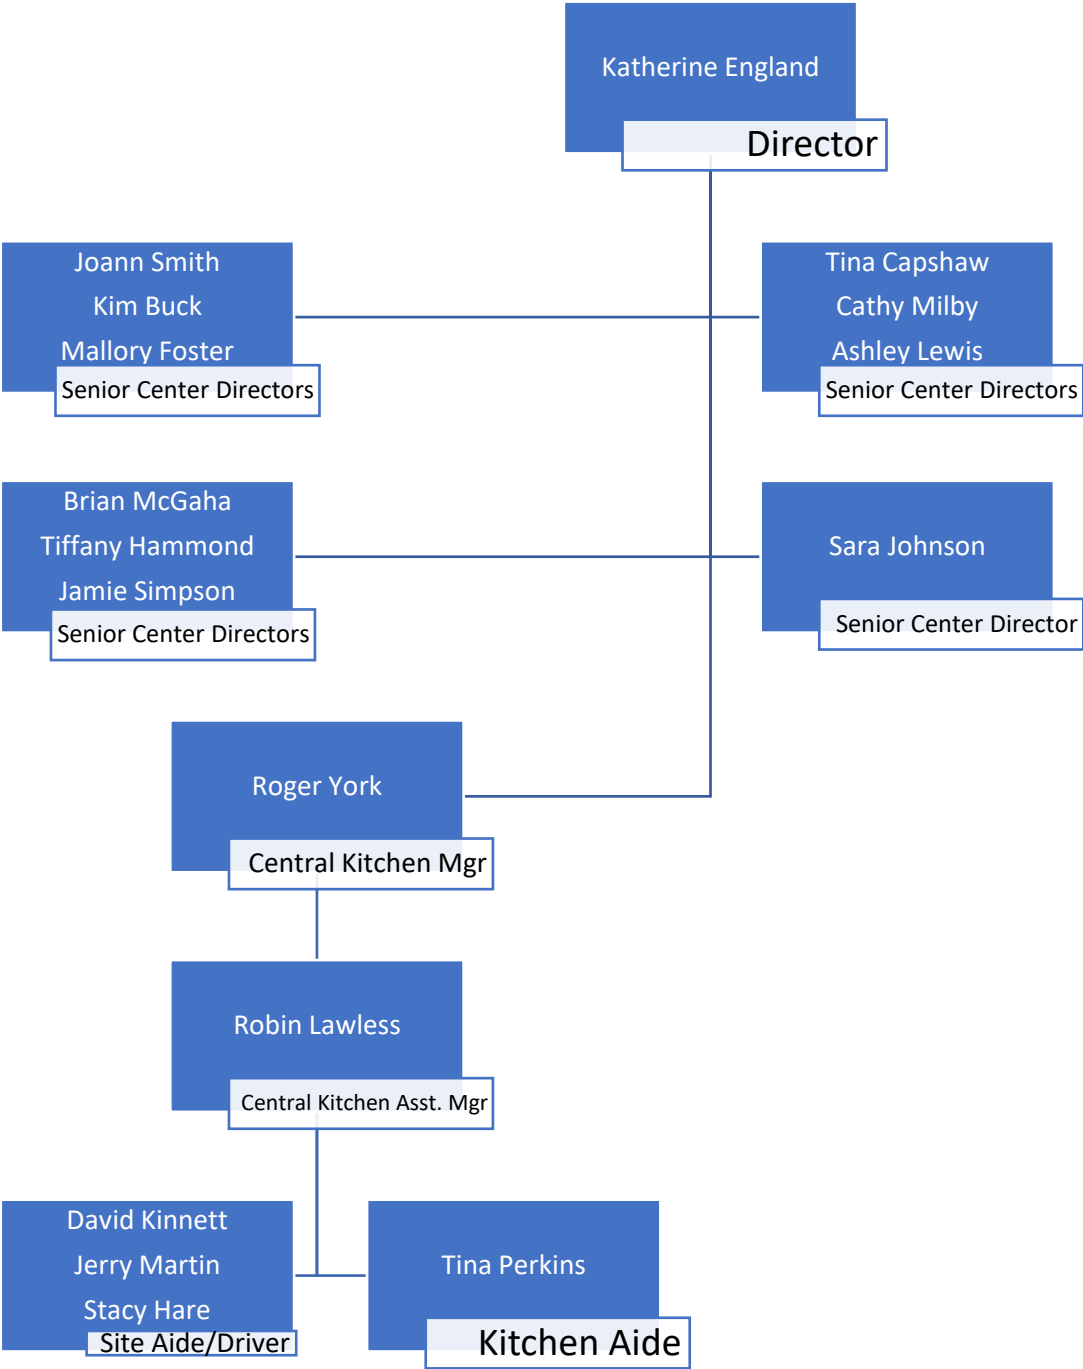 Katherine England
Director
Joann Smith
Kim Buck
Mallory Foster
Senior Center Directors
Tina Capshaw
Cathy Milby
Ashley Lewis
Senior Center Directors
Brian McGaha
Tiffany Hammond
Jamie Simpson
Senior Center Directors
Sara Johnson
Senior Center Director
Roger York
Central Kitchen Mgr
Robin Lawless
Central Kitchen Asst. Mgr
David Kinnett
Jerry Martin
Stacy Hare
Site Aide/Driver
Tina Perkins
Kitchen Aide